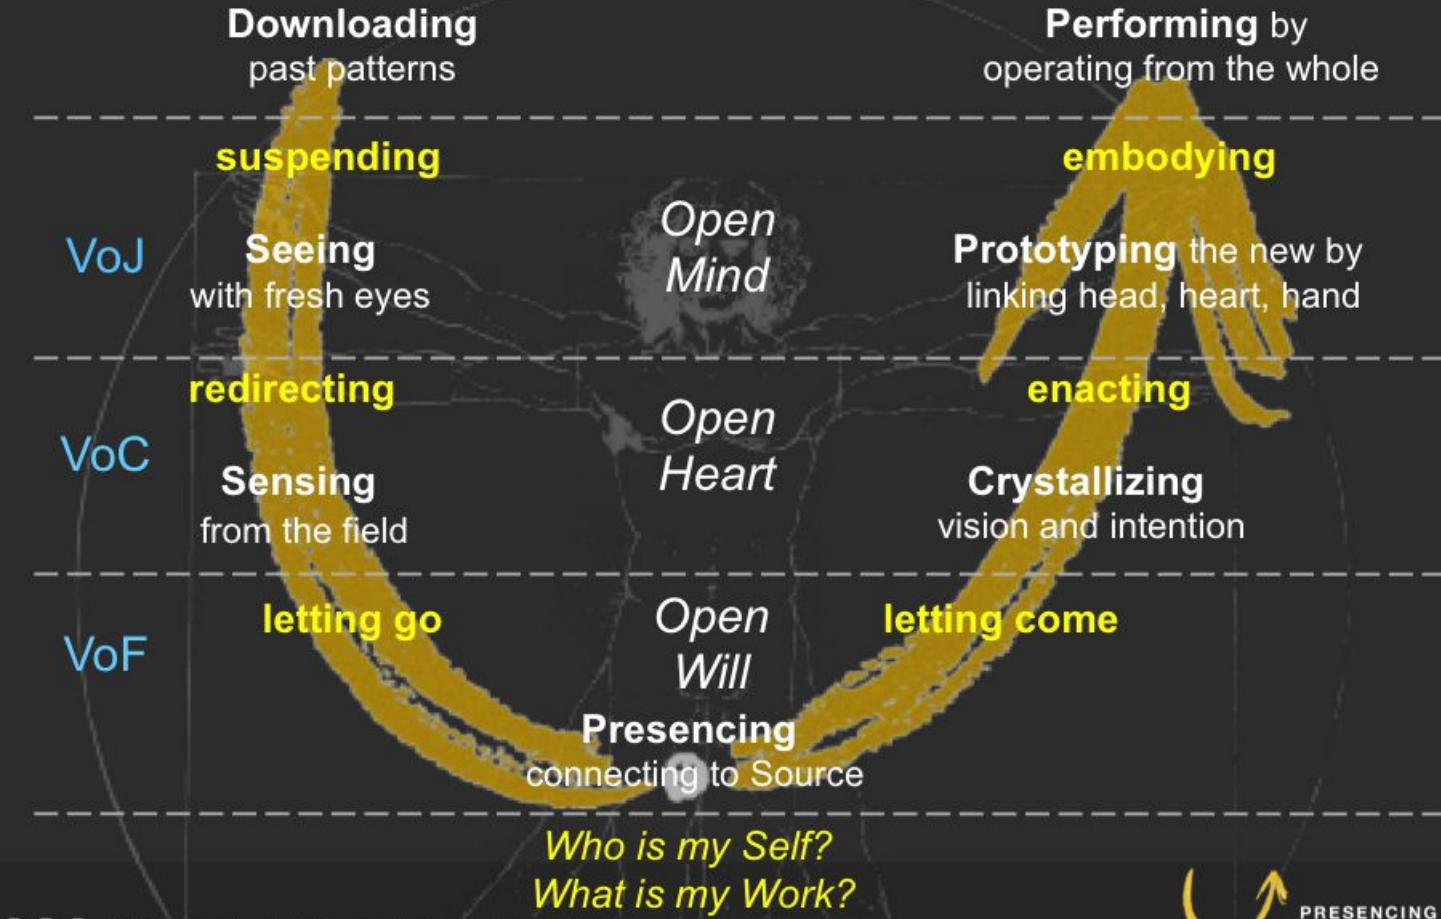 Downloading
past patterns
Performing by
operating from the whole
suspending
embodying
VoJ
Seeing
with fresh eyes
Open
Mind
Prototyping the new by
linking head, heart, hand
redirecting
enacting
VoC
Sensing
from the field
Open
Heart
Crystallizing
vision and intention
letting go
letting come
VoF
Open
Will
Presencing
connecting to Source
Who is my Self?
What is my Work?
PRESENCING